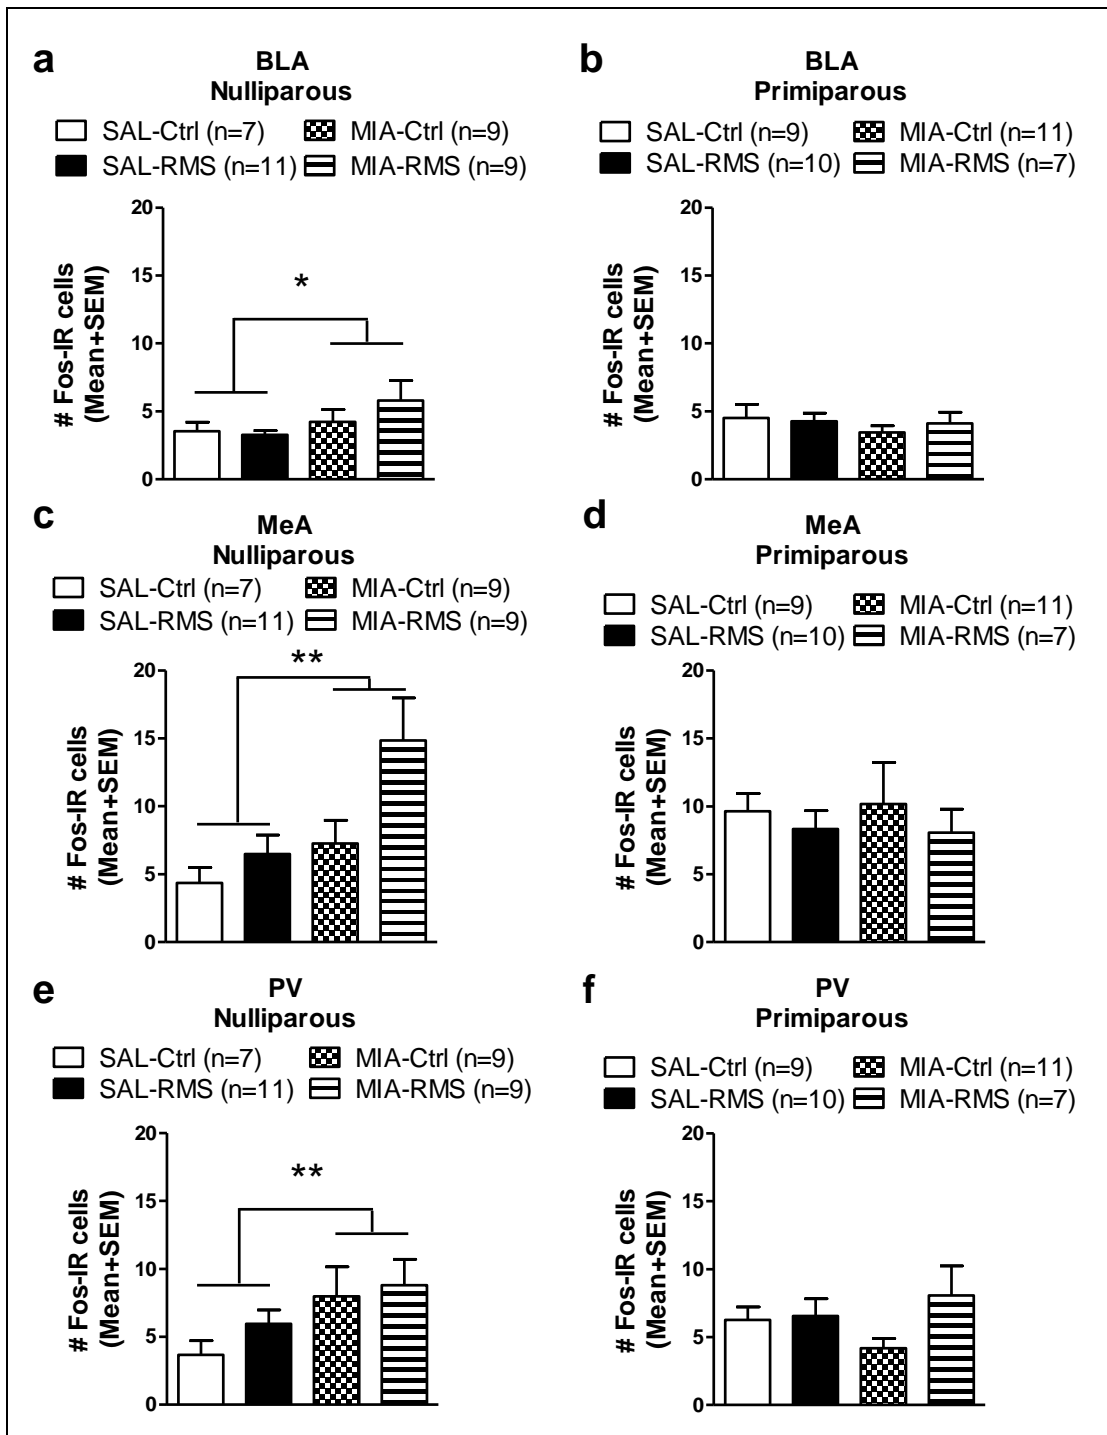 a
BLA
Nulliparous
SAL-Ctrl (n=7) MIA-Ctrl (n=9)
SAL-RMS (n=11) MIA-RMS (n=9)
# Fos-IR cells
(Mean+SEM)
20
15
10
5
0
*
b
BLA
Primiparous
SAL-Ctrl (n=9) MIA-Ctrl (n=11)
SAL-RMS (n=10) MIA-RMS (n=7)
# Fos-IR cells
(Mean+SEM)
20
15
10
5
0
c
MeA
Nulliparous
SAL-Ctrl (n=7) MIA-Ctrl (n=9)
SAL-RMS (n=11) MIA-RMS (n=9)
# Fos-IR cells
(Mean+SEM)
20
15
10
5
0
**
d
MeA
Primiparous
SAL-Ctrl (n=9) MIA-Ctrl (n=11)
SAL-RMS (n=10) MIA-RMS (n=7)
# Fos-IR cells
(Mean+SEM)
20
15
10
5
0
e
PV
Nulliparous
SAL-Ctrl (n=7) MIA-Ctrl (n=9)
SAL-RMS (n=11) MIA-RMS (n=9)
# Fos-IR cells
(Mean+SEM)
20
15
10
5
0
**
f
PV
Primiparous
SAL-Ctrl (n=9) MIA-Ctrl (n=11)
SAL-RMS (n=10) MIA-RMS (n=7)
# Fos-IR cells
(Mean+SEM)
20
15
10
5
0